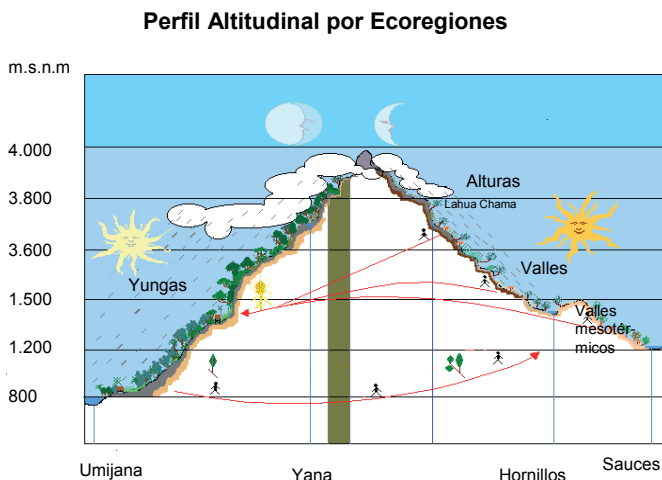 Perfil Altitudinal por Ecoregiones
m.s.n.m
4.000
3.800
3.600
1.500
1.200
800
Alturas
Lahua Chama
Yungas
Valles
Valles
mesotér-
micos
Umijana
Yana
Hornillos
Sauces